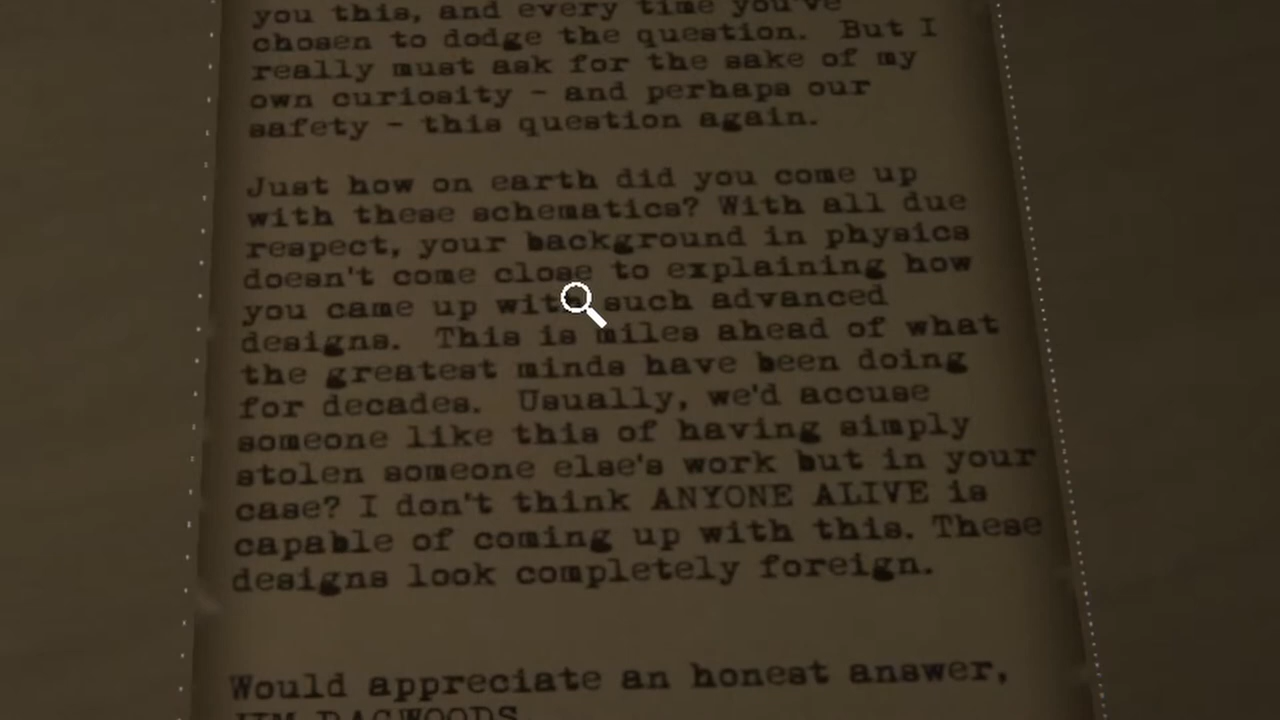 you this, and every time you've
chosen to dodge the question.  But I
really must ask for the sake of my
own curiosity - and perhaps our
safety - this question again.
Just how on earth did you come up
with these schematics? With all due
respect, your background in physics
doesn't come close to explaining how
you came up with such advanced
designs.  This is miles ahead of what
the greatest minds have been doing
for decades.  Usually, we'd accuse
someone like this of having simply
stolen someone else's work but in your
case? I don't think ANYONE ALIVE is
capable of coming up with this. These
designs look completely foreign.
Would appreciate an honest answer,
JIM DAGWOODS